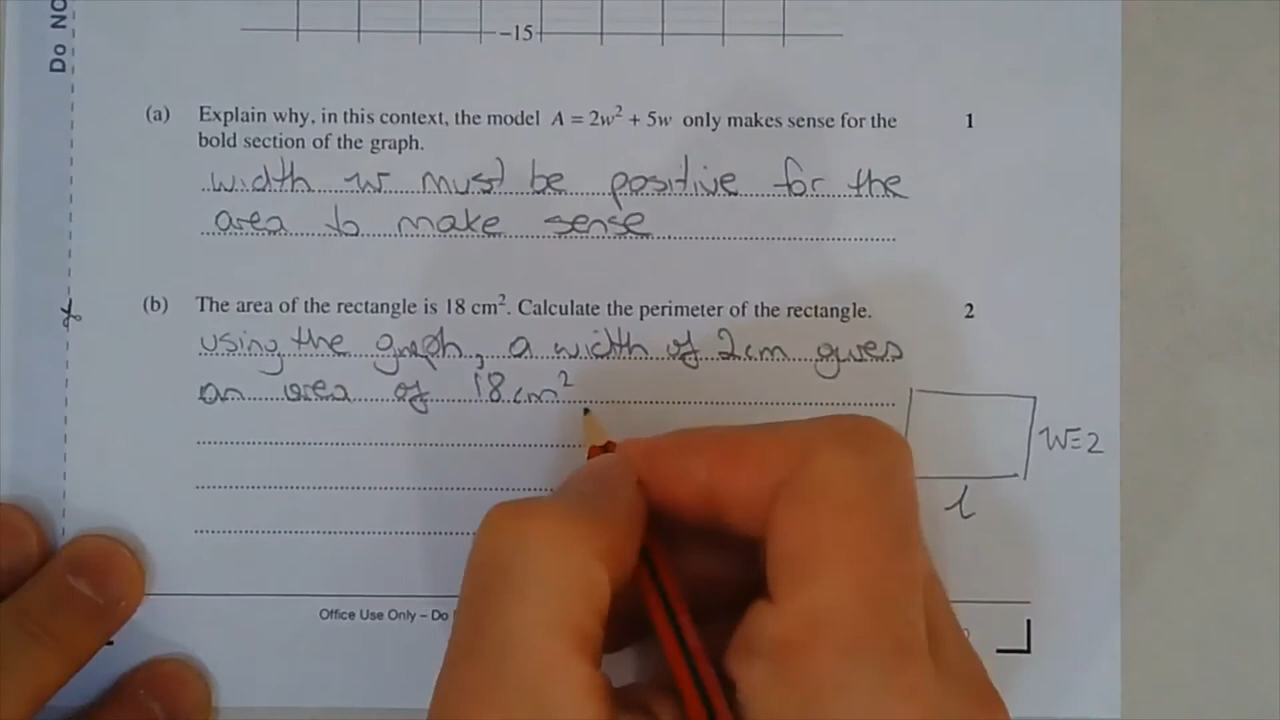 Do NO
-15
(a) Explain why, in this context, the model A = 2w² + 5w only makes sense for the 1
bold section of the graph.
width w must be positive for the
area to make sense
(b) The area of the rectangle is 18 cm². Calculate the perimeter of the rectangle. 2
using the graph, a width of 2cm gives
an area of 18cm²
W=2
l
Office Use Only – Do